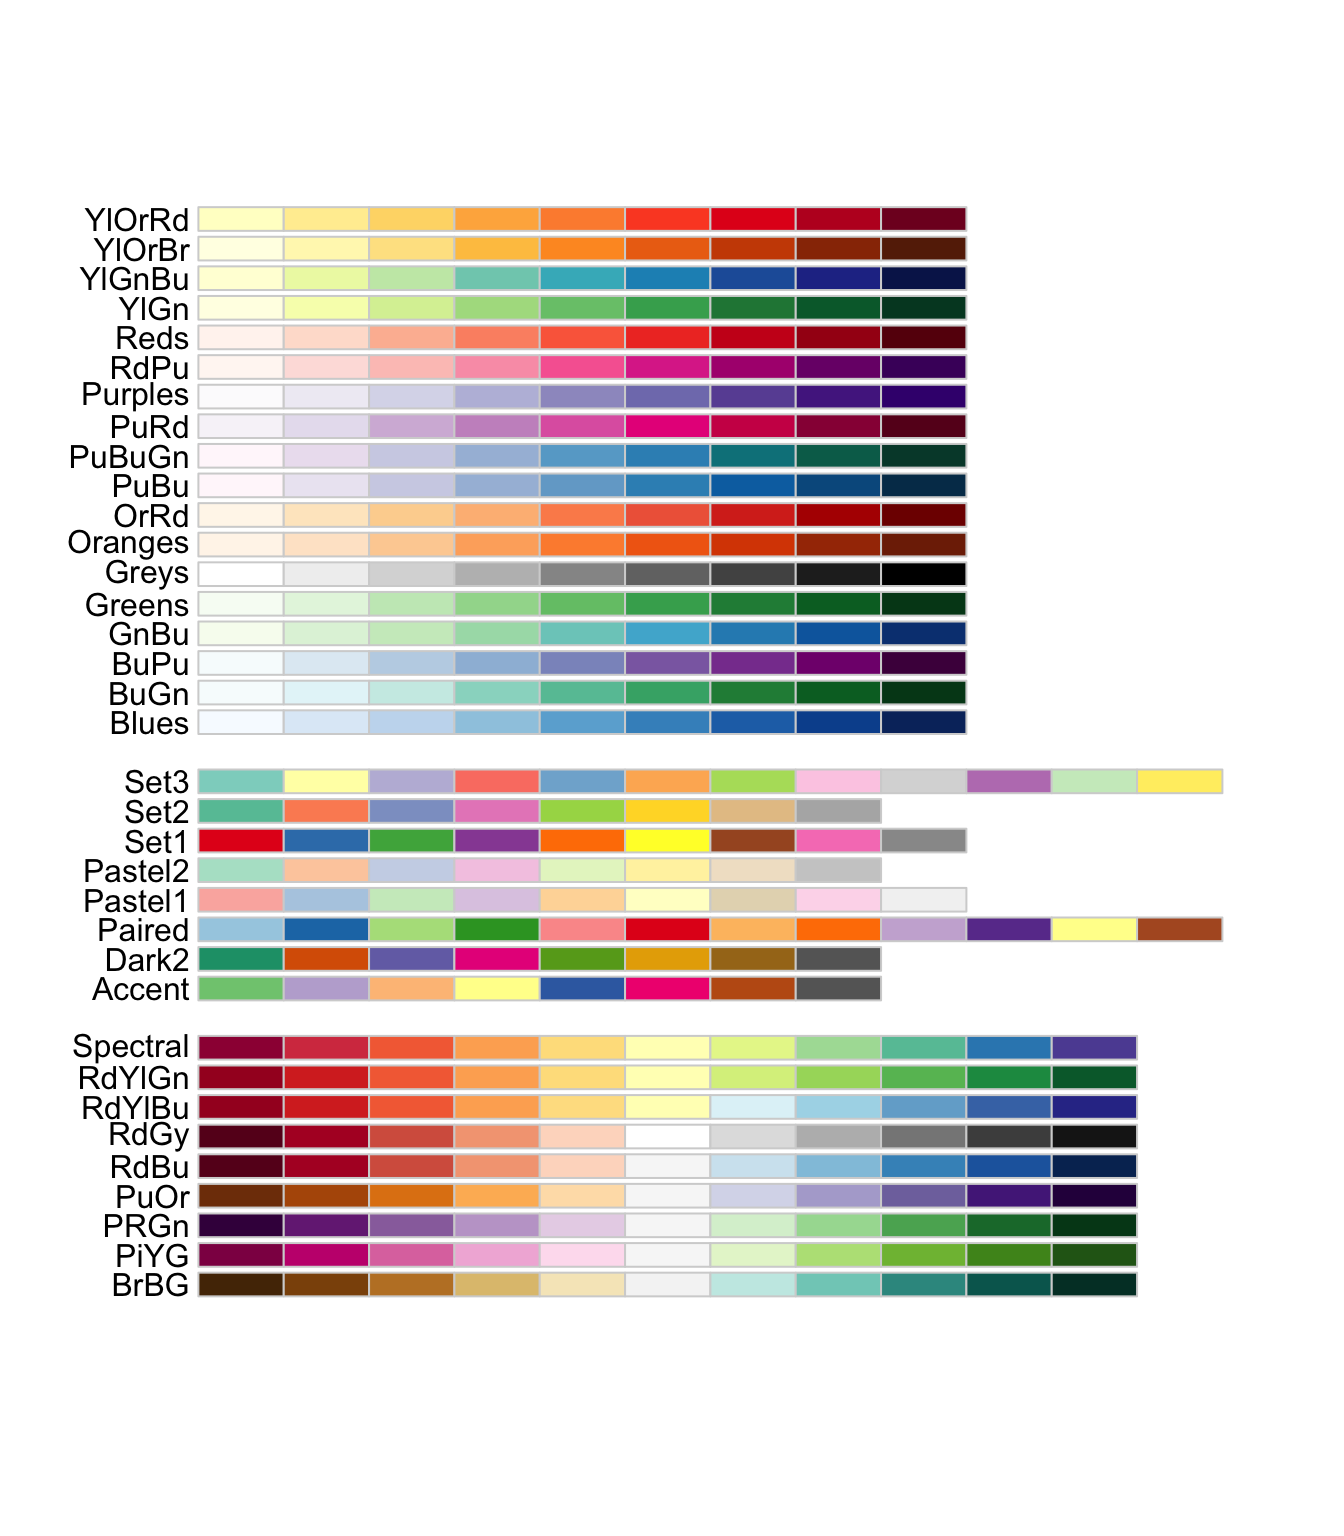 YlOrRd
YlOrBr
YlGnBu
YlGn
Reds
RdPu
Purples
PuRd
PuBuGn
PuBu
OrRd
Oranges
Greys
Greens
GnBu
BuPu
BuGn
Blues
Set3
Set2
Set1
Pastel2
Pastel1
Paired
Dark2
Accent
Spectral
RdYlGn
RdYlBu
RdGy
RdBu
PuOr
PRGn
PiYG
BrBG